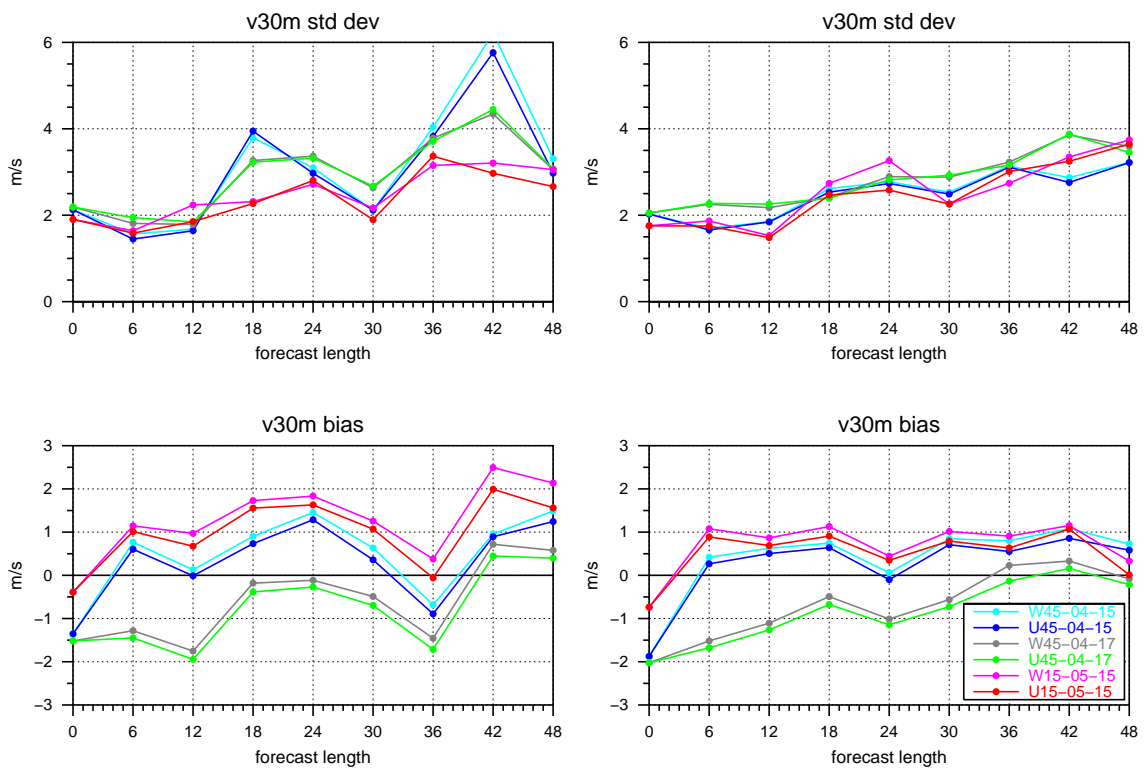 v30m std dev
6
4
2
0
m/s
0 6 12 18 24 30 36 42 48
forecast length
6
4
2
0
m/s
0 6 12 18 24 30 36 42 48
forecast length
v30m std dev
v30m bias
3
2
1
0
−1
−2
−3
m/s
0 6 12 18 24 30 36 42 48
forecast length
v30m bias
3
2
1
0
−1
−2
−3
m/s
W45−04−15
U45−04−15
W45−04−17
U45−04−17
W15−05−15
U15−05−15
0 6 12 18 24 30 36 42 48
forecast length